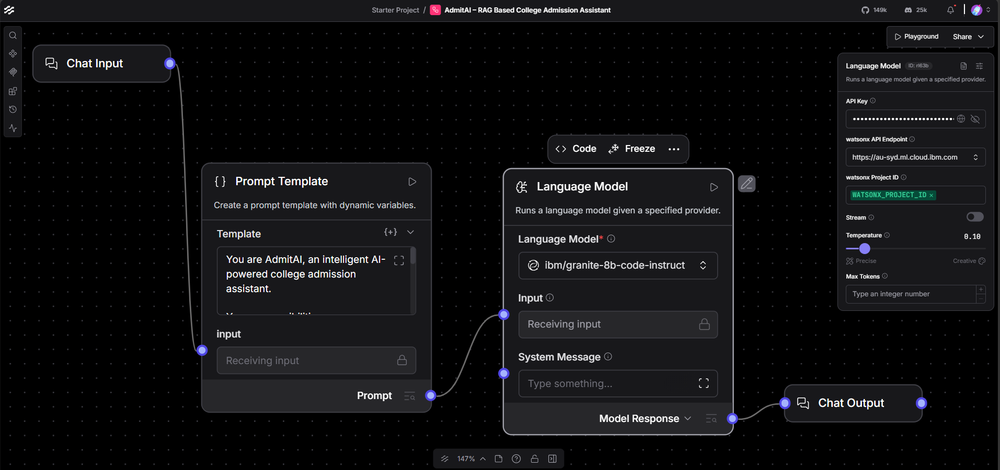 Starter Project / AdmitAI – RAG Based College Admission Assistant
149k
25k
Playground
Share
Chat Input
Code
Freeze
Prompt Template
Create a prompt template with dynamic variables.
Template
You are AdmitAI, an intelligent AI-
powered college admission
assistant.
input
Receiving input
Prompt
Language Model
Runs a language model given a specified provider.
Language Model*
ibm/granite-8b-code-instruct
Input
Receiving input
System Message
Type something...
Model Response
Chat Output
Language Model ID: rl63b
Runs a language model given a specified provider.
API Key
watsonx API Endpoint
https://au-syd.ml.cloud.ibm.com
watsonx Project ID
WATSONX_PROJECT_ID ×
Stream
Temperature 0.10
Precise Creative
Max Tokens
Type an integer number
147%